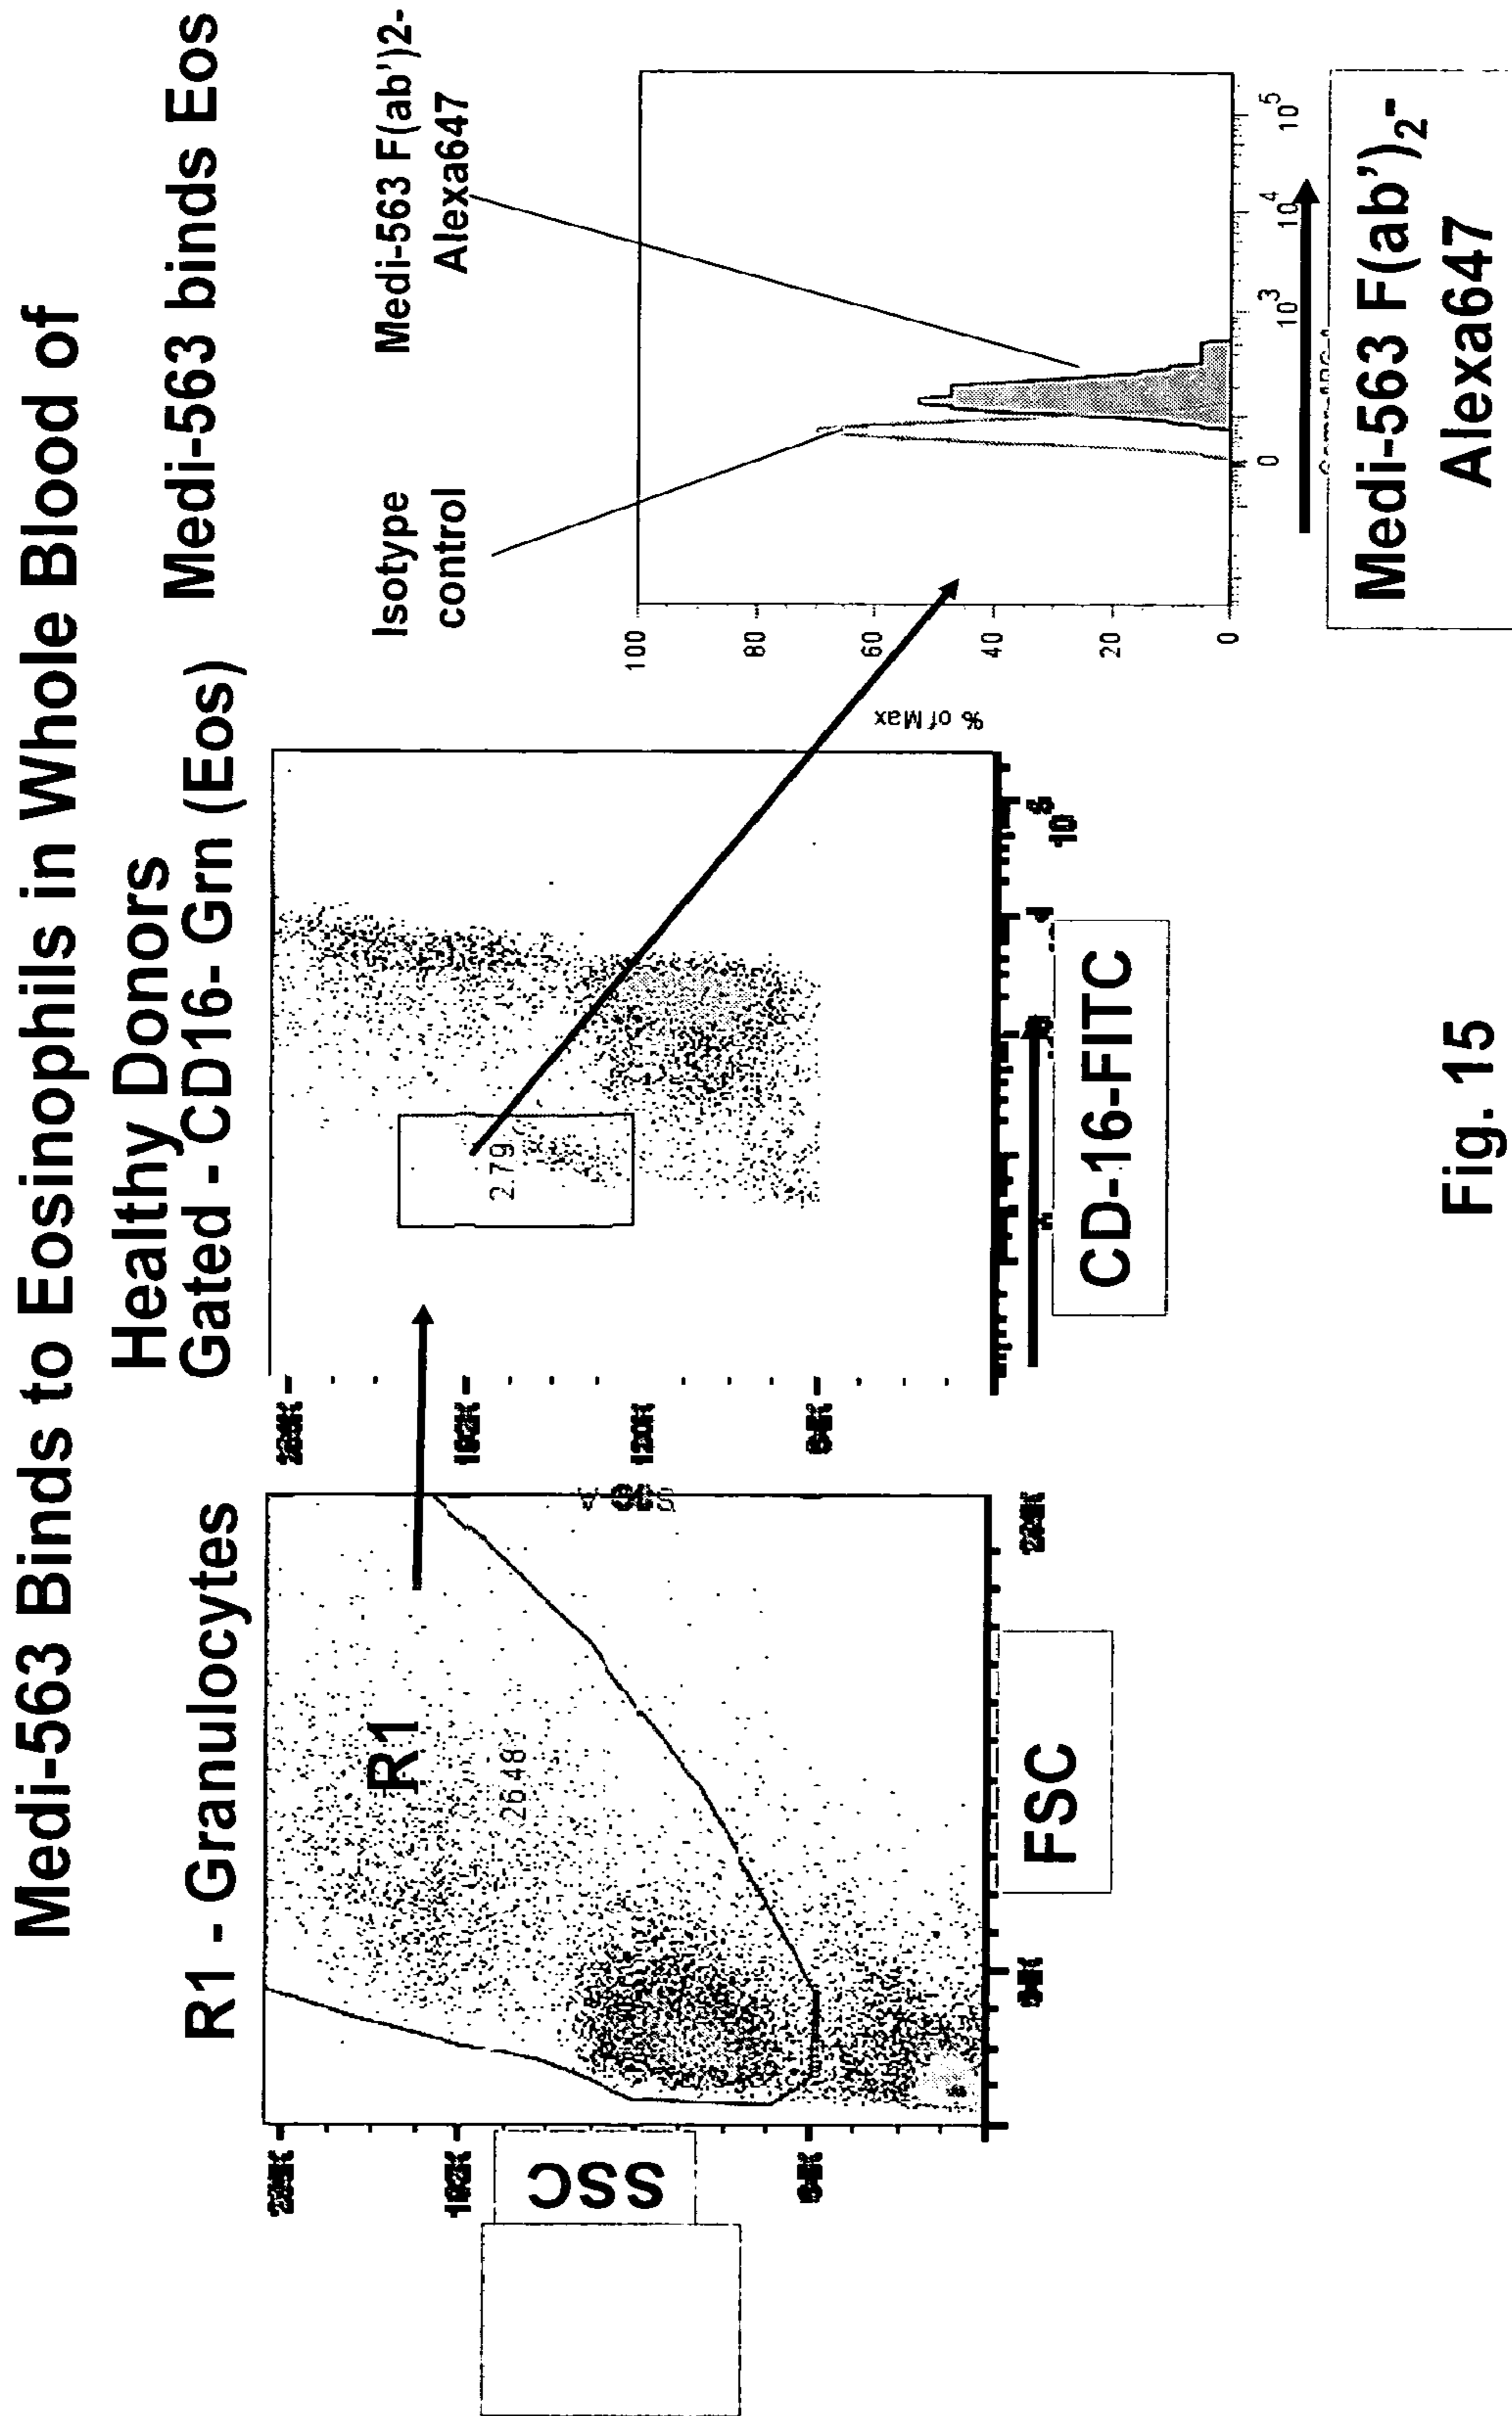 Medi-563 Binds to Eosinophils in Whole Blood of
Healthy Donors
R1 - Granulocytes
Gated - CD16- Grn (Eos)
Medi-563 binds Eos
R1
26.48
SSC
FSC
2.79
CD-16-FITC
10
Isotype
control
Medi-563 F(ab')2-
Alexa647
% of Max
100
80
60
40
20
0
0
10³
10⁴
10⁵
Medi-563 F(ab')₂-
Alexa647
Fig. 15